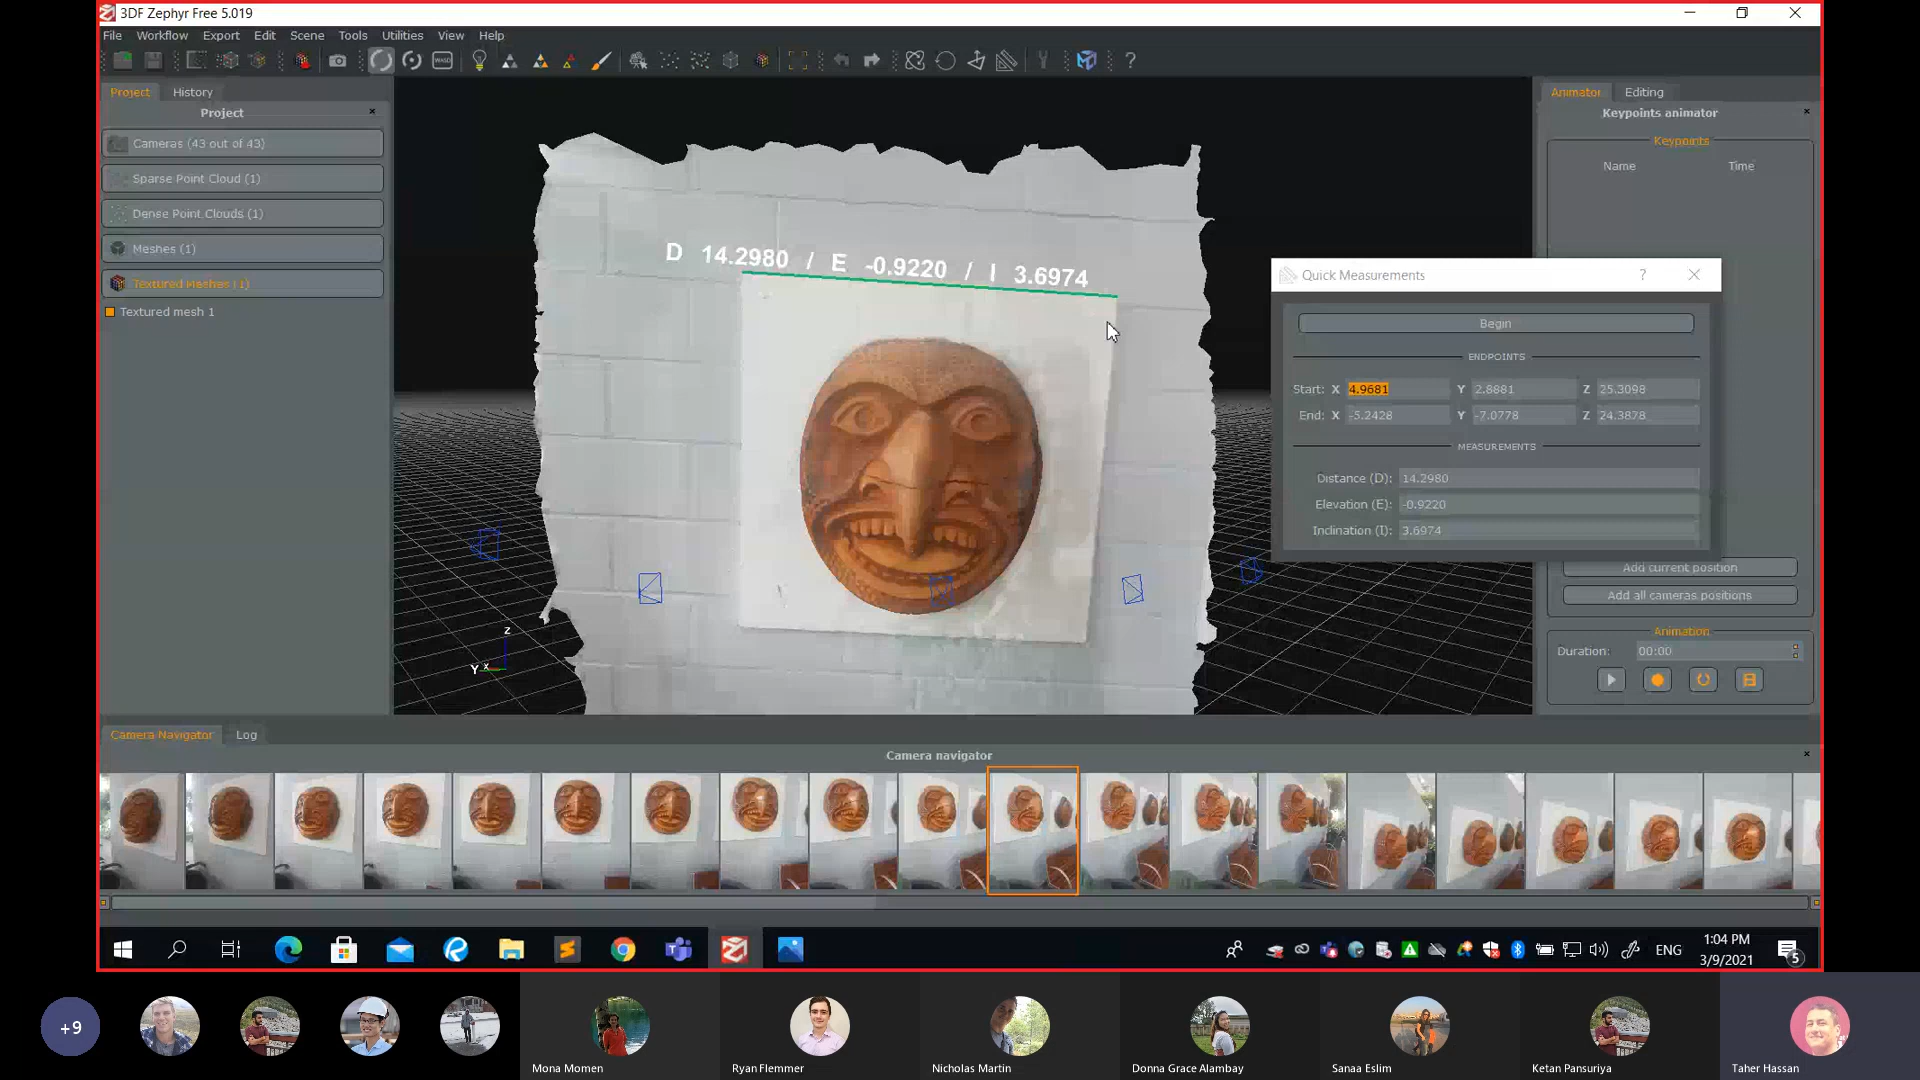 3DF Zephyr Free 5.019
File Workflow Export Edit Scene Tools Utilities View Help
WASD
?
Project History
Project
Cameras (43 out of 43)
Sparse Point Cloud (1)
Dense Point Clouds (1)
Meshes (1)
Textured Meshes (1)
Textured mesh 1
D 14.2980 / E -0.9220 / I 3.6974
Z
Y X
Quick Measurements ?
Begin
ENDPOINTS
Start: X 4.9681 Y 2.8881 Z 25.3098
End: X -5.2428 Y -7.0778 Z 24.3878
MEASUREMENTS
Distance (D): 14.2980
Elevation (E): -0.9220
Inclination (I): 3.6974
Animator Editing
Keypoints animator
Keypoints
Name Time
Add current position
Add all cameras positions
Animation
Duration: 00:00
Camera Navigator Log
Camera navigator
ENG
1:04 PM
3/9/2021
5
+9
Mona Momen
Ryan Flemmer
Nicholas Martin
Donna Grace Alambay
Sanaa Eslim
Ketan Pansuriya
Taher Hassan